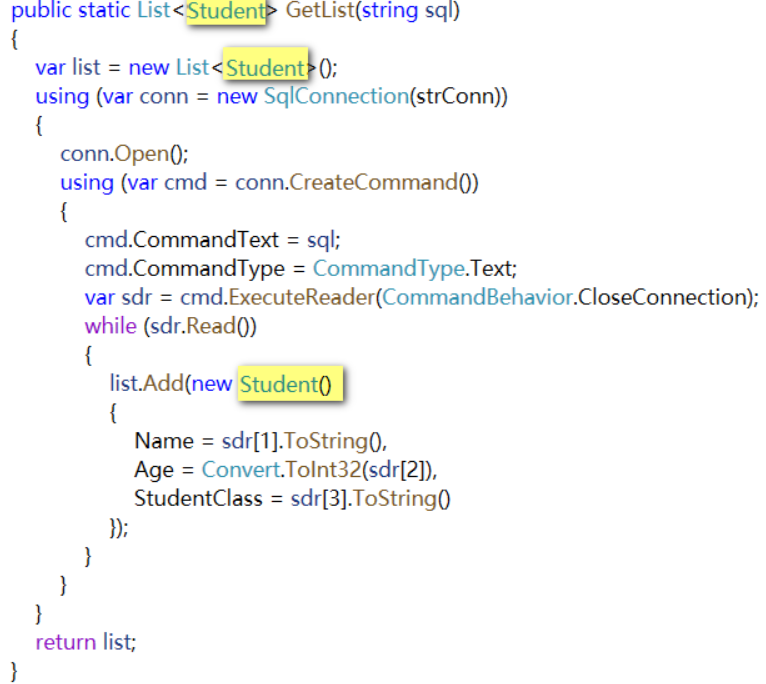 public static List<Student> GetList(string sql)
{
var list = new List<Student>();
using (var conn = new SqlConnection(strConn))
{
conn.Open();
using (var cmd = conn.CreateCommand())
{
cmd.CommandText = sql;
cmd.CommandType = CommandType.Text;
var sdr = cmd.ExecuteReader(CommandBehavior.CloseConnection);
while (sdr.Read())
{
list.Add(new Student()
{
Name = sdr[1].ToString(),
Age = Convert.ToInt32(sdr[2]),
StudentClass = sdr[3].ToString()
});
}
}
}
return list;
}